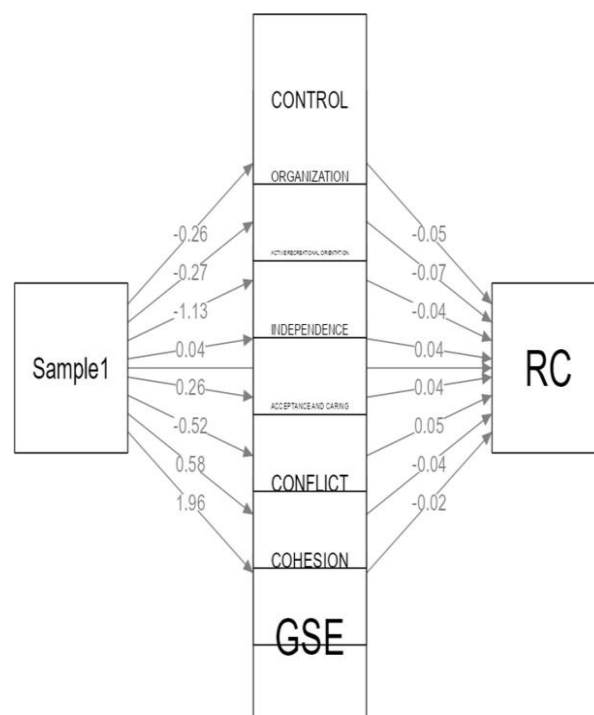 CONTROL
ORGANIZATION
-0.26
-0.05
-0.27
ACTIVE RECREATIONAL ORIENTATION
-0.07
-1.13
-0.04
Sample1
0.04
INDEPENDENCE
0.04
RC
0.26
0.04
ACCEPTANCE AND CARING
-0.52
0.05
0.58
CONFLICT
-0.04
1.96
-0.02
COHESION
GSE